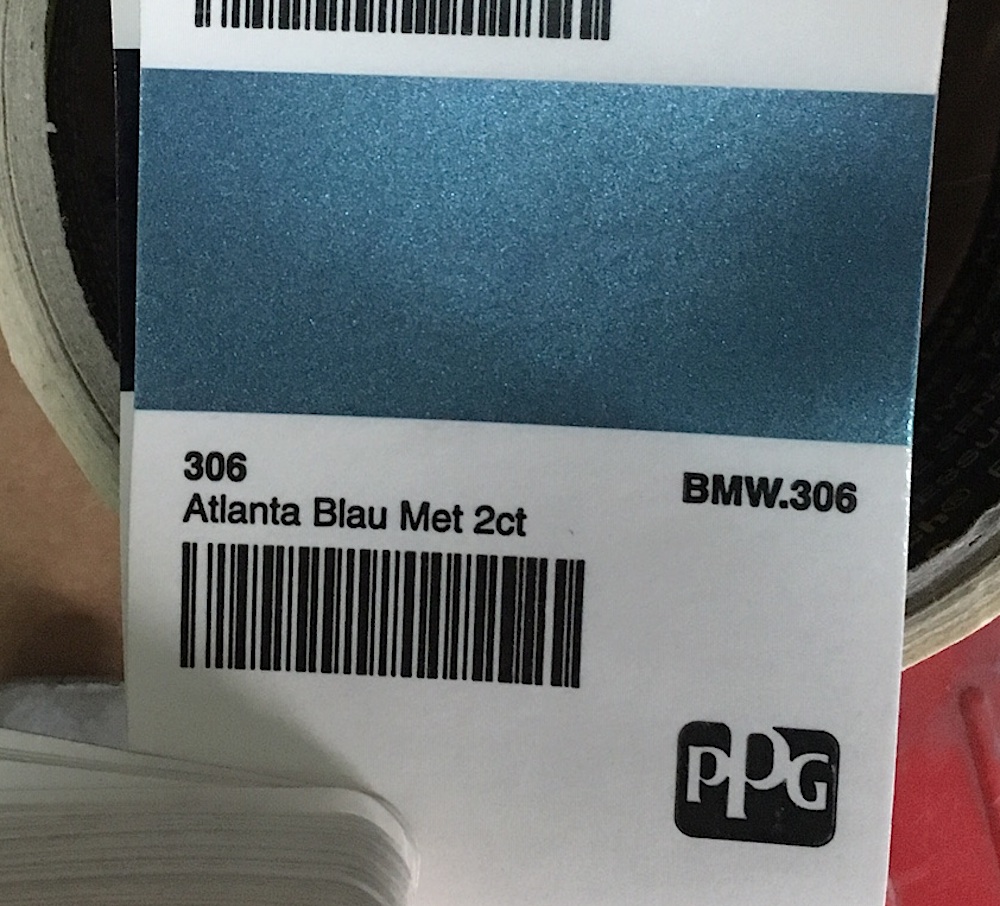 306
Atlanta Blau Met 2ct
BMW.306
PPG